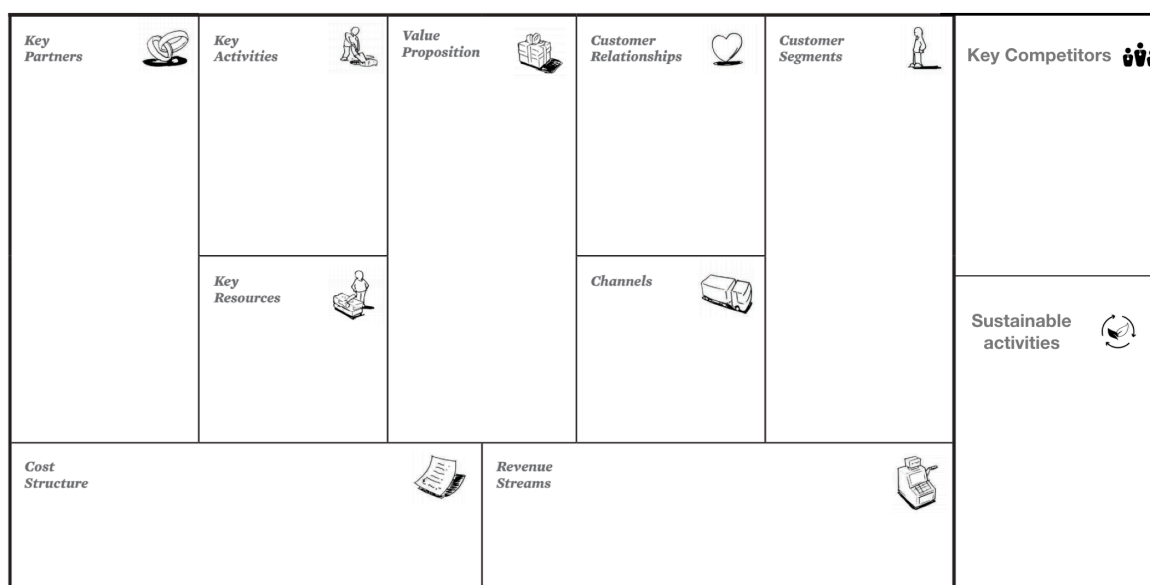 Key
Partners
Key
Activities
Value
Proposition
Customer
Relationships
Customer
Segments
Key Competitors
Key
Resources
Channels
Sustainable
activities
Cost
Structure
Revenue
Streams